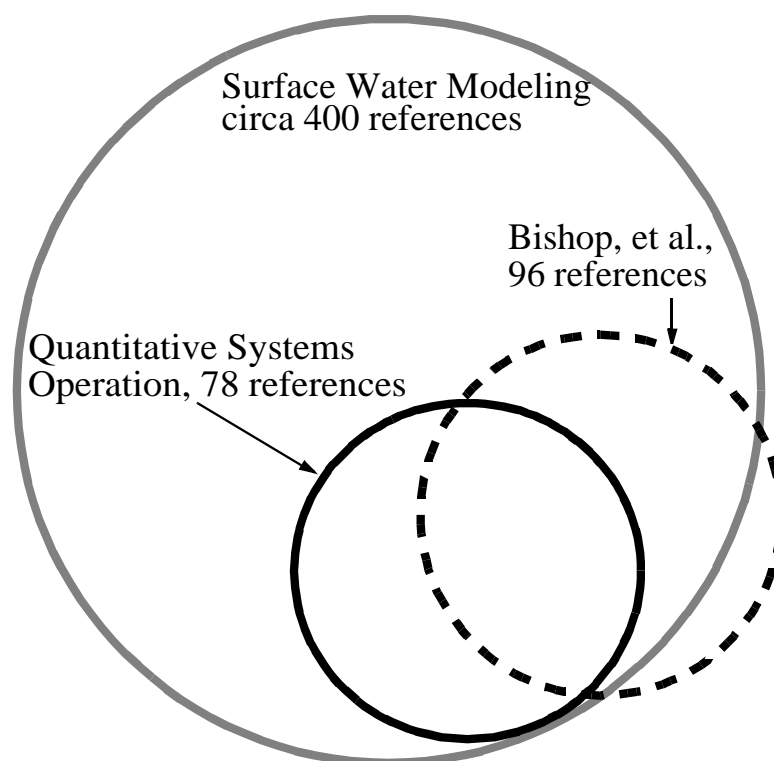 Surface Water Modeling
circa 400 references
Bishop, et al.,
96 references
Quantitative Systems
Operation, 78 references